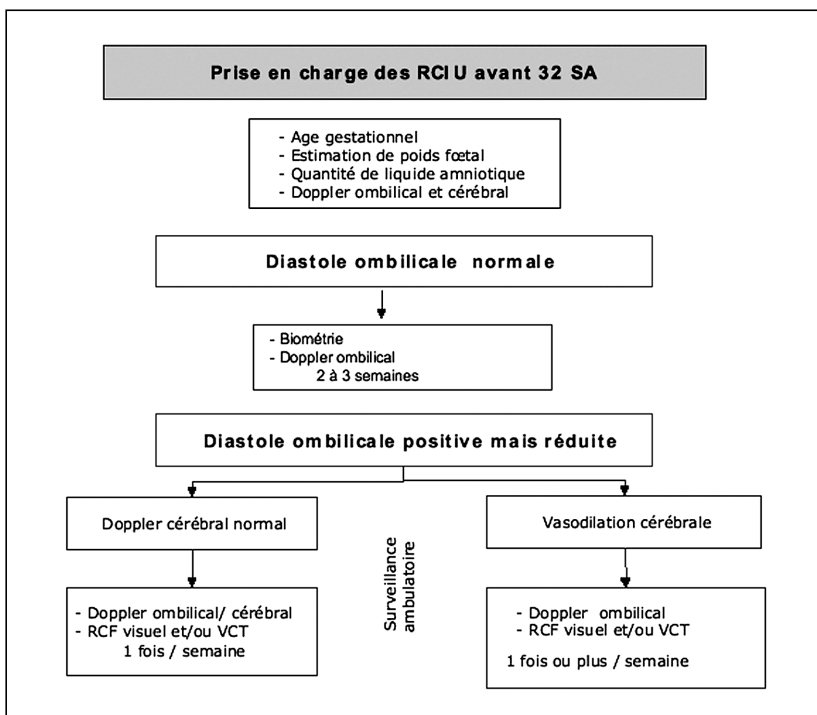 Prise en charge des RCIU avant 32 SA
- Age gestationnel
- Estimation de poids fœtal
- Quantité de liquide amniotique
- Doppler ombilical et cérébral
Diastole ombilicale normale
- Biométrie
- Doppler ombilical
2 à 3 semaines
Diastole ombilicale positive mais réduite
Doppler cérébral normal
Vasodilation cérébrale
Surveillance
ambulatoire
- Doppler ombilical/ cérébral
- RCF visuel et/ou VCT
1 fois / semaine
- Doppler ombilical
- RCF visuel et/ou VCT
1 fois ou plus / semaine